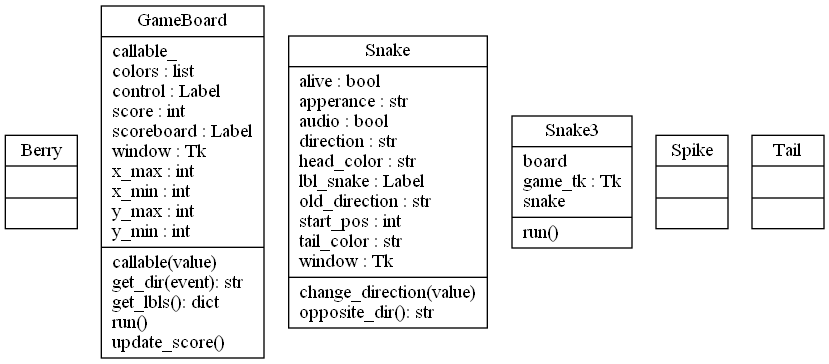 Berry
GameBoard
callable_
colors : list
control : Label
score : int
scoreboard : Label
window : Tk
x_max : int
x_min : int
y_max : int
y_min : int
callable(value)
get_dir(event): str
get_lbls(): dict
run()
update_score()
Snake
alive : bool
apperance : str
audio : bool
direction : str
head_color : str
lbl_snake : Label
old_direction : str
start_pos : int
tail_color : str
window : Tk
change_direction(value)
opposite_dir(): str
Snake3
board
game_tk : Tk
snake
run()
Spike
Tail